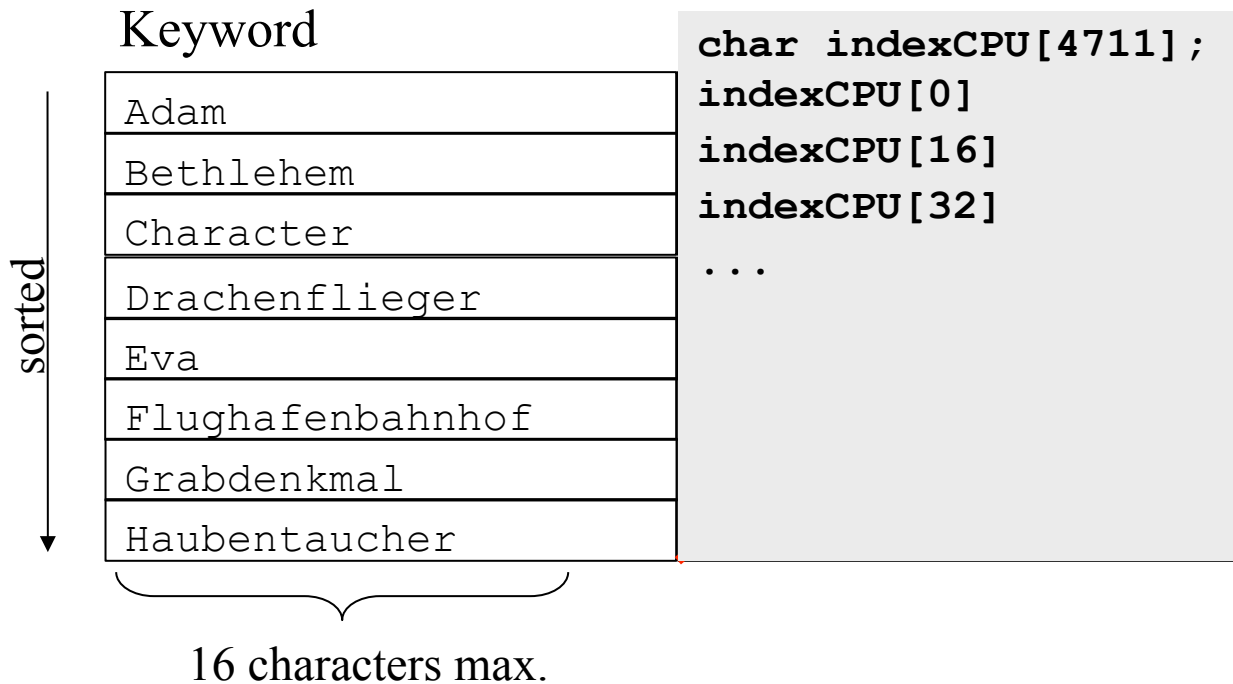 Keyword
Adam
Bethlehem
Character
Drachenflieger
Eva
Flughafenbahnhof
Grabdenkmal
Haubentaucher
sorted
16 characters max.
char indexCPU[4711];
indexCPU[0]
indexCPU[16]
indexCPU[32]
...